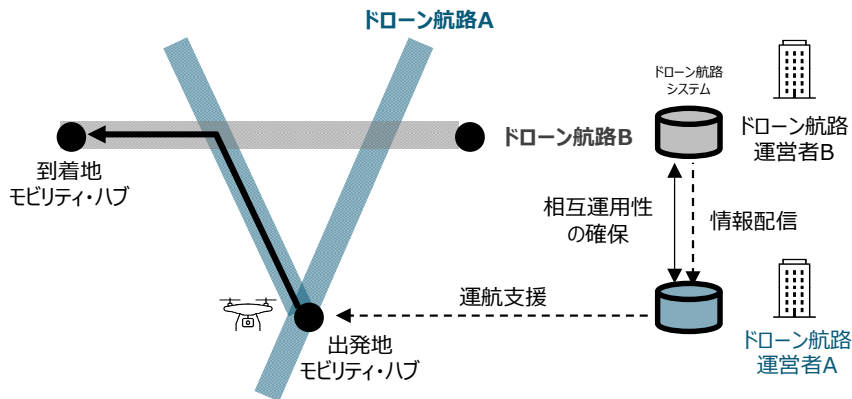 ドローン航路A
ドローン航路
システム
ドローン航路B
ドローン航路
運営者B
到着地
モビリティ・ハブ
相互運用性
の確保
情報配信
運航支援
出発地
モビリティ・ハブ
ドローン航路
運営者A